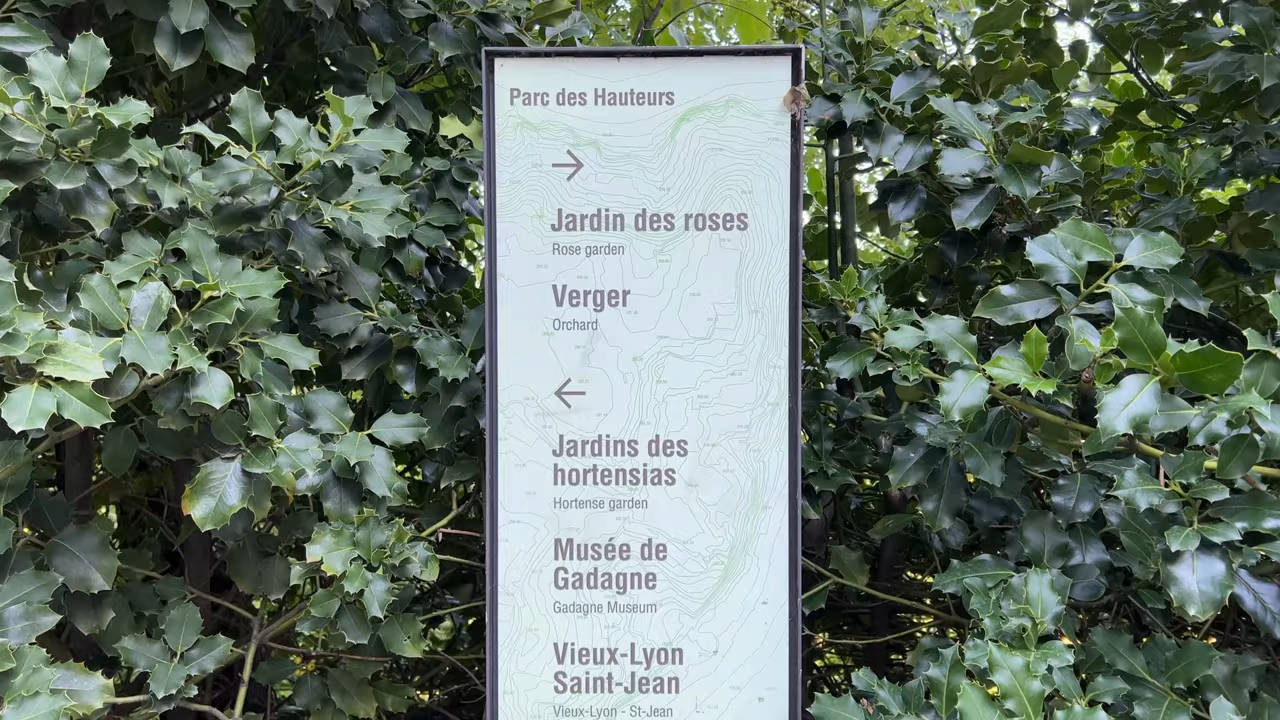 Parc des Hauteurs
→
Jardin des roses
Rose garden
Verger
Orchard
←
Jardins des
hortensias
Hortense garden
Musée de
Gadagne
Gadagne Museum
Vieux-Lyon
Saint-Jean
Vieux-Lyon - St-Jean